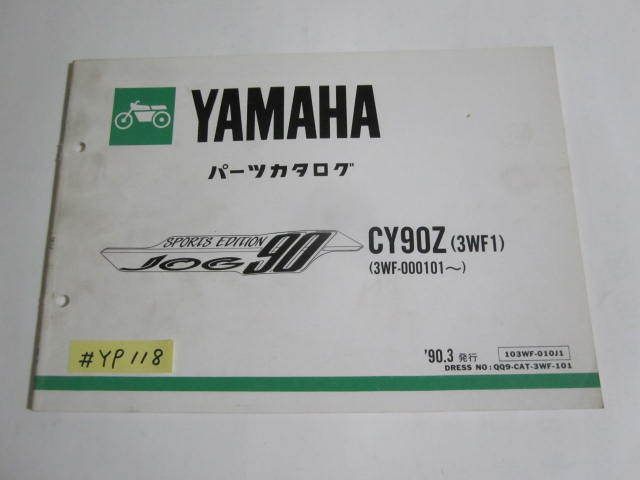 YAMAHA
パーツカタログ
SPORTS EDITION
JOG 90
CY90Z (3WF1)
(3WF-000101~)
#YP118
'90.3 発行
103WF-010J1
DRESS NO : QQ9-CAT-3WF-101